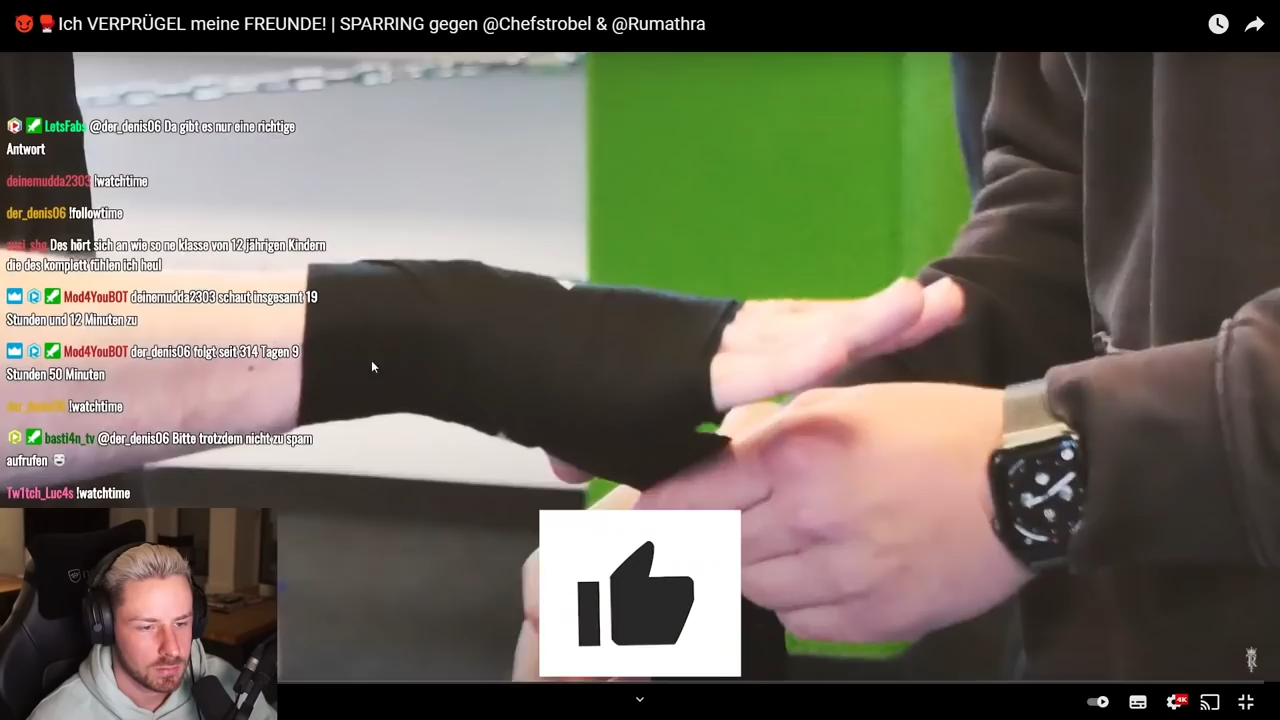 Ich VERPRÜGEL meine FREUNDE! | SPARRING gegen @Chefstrobel & @Rumathra
LetsFabs @der_denis06 Da gibt es nur eine richtige
Antwort
deinemudda2303 !watchtime
der_denis06 !followtime
Des hört sich an wie so ne klasse von 12 jährigen Kindern
die des komplett fühlen ich heul
Mod4YouBOT deinemudda2303 schaut insgesamt 19
Stunden und 12 Minuten zu
Mod4YouBOT der_denis06 folgt seit 314 Tagen 9
Stunden 50 Minuten
der_denis06 !watchtime
basti4n_tv @der_denis06 Bitte trotzdem nicht zu spam
aufrufen
Tw1tch_Luc4s !watchtime
4K